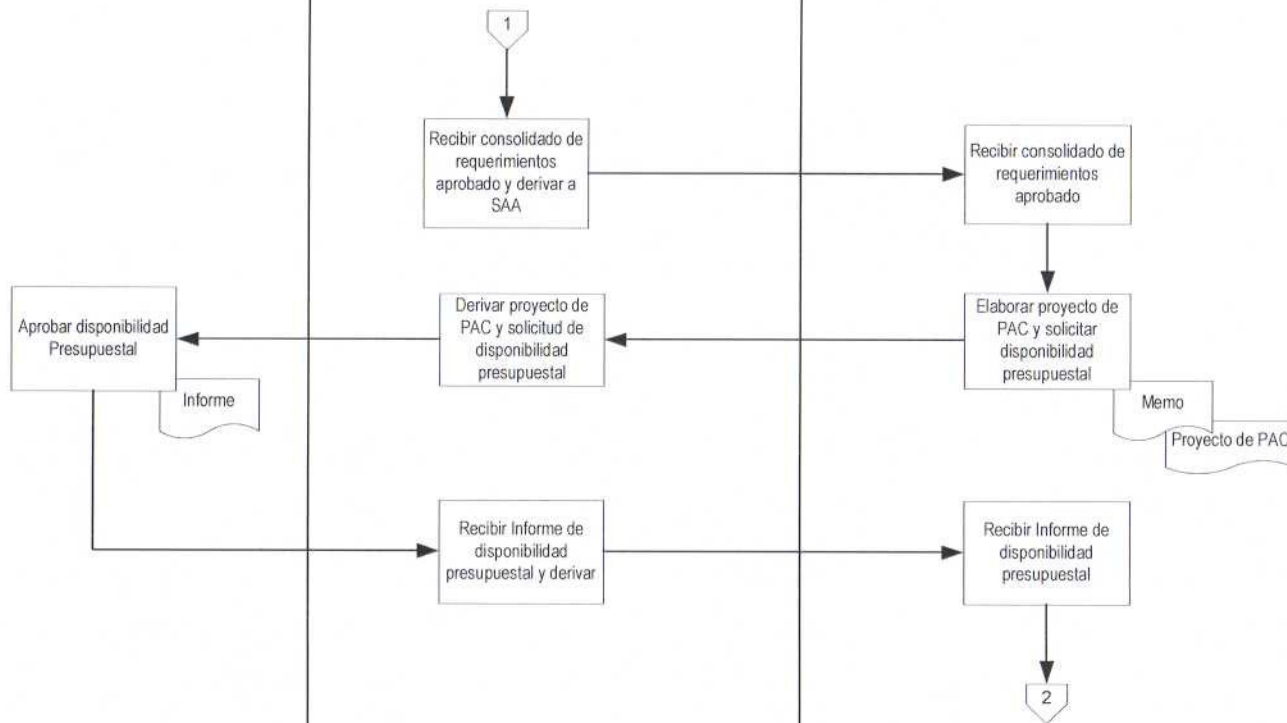 1
Recibir consolidado de
requerimientos
aprobado y derivar a
SAA
Recibir consolidado de
requerimientos
aprobado
Aprobar disponibilidad
Presupuestal
Informe
Derivar proyecto de
PAC y solicitud de
disponibilidad
presupuestal
Elaborar proyecto de
PAC y solicitar
disponibilidad
presupuestal
Memo
Proyecto de PAC
Recibir Informe de
disponibilidad
presupuestal y derivar
Recibir Informe de
disponibilidad
presupuestal
2